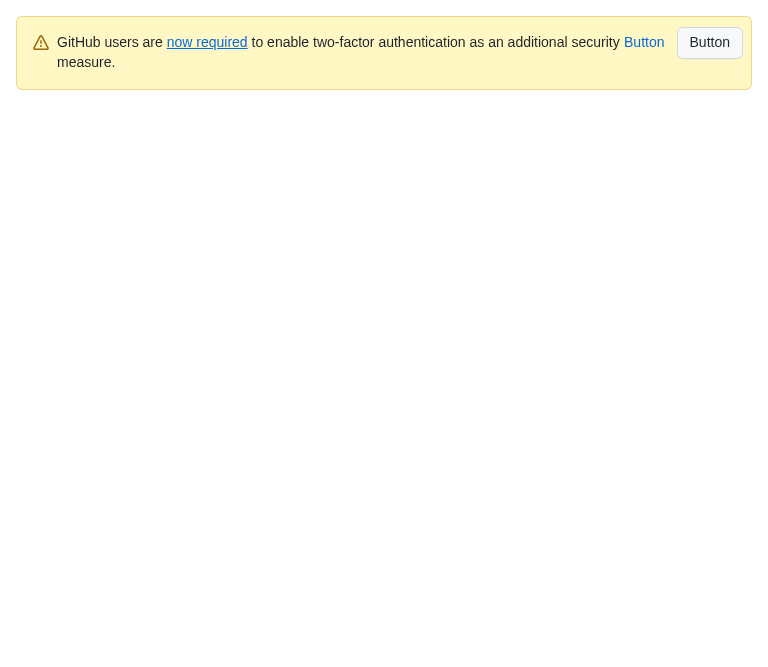 GitHub users are now required to enable two-factor authentication as an additional security
measure.
Button
Button